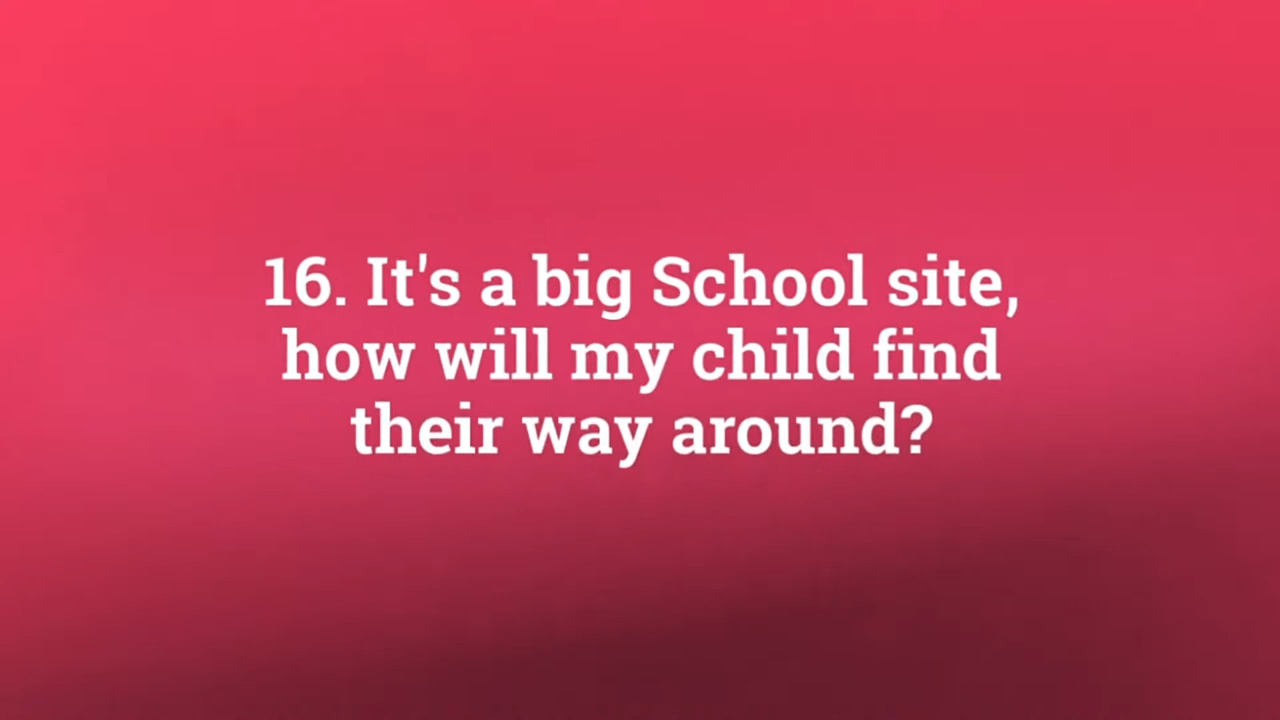 16. It's a big School site,
how will my child find
their way around?